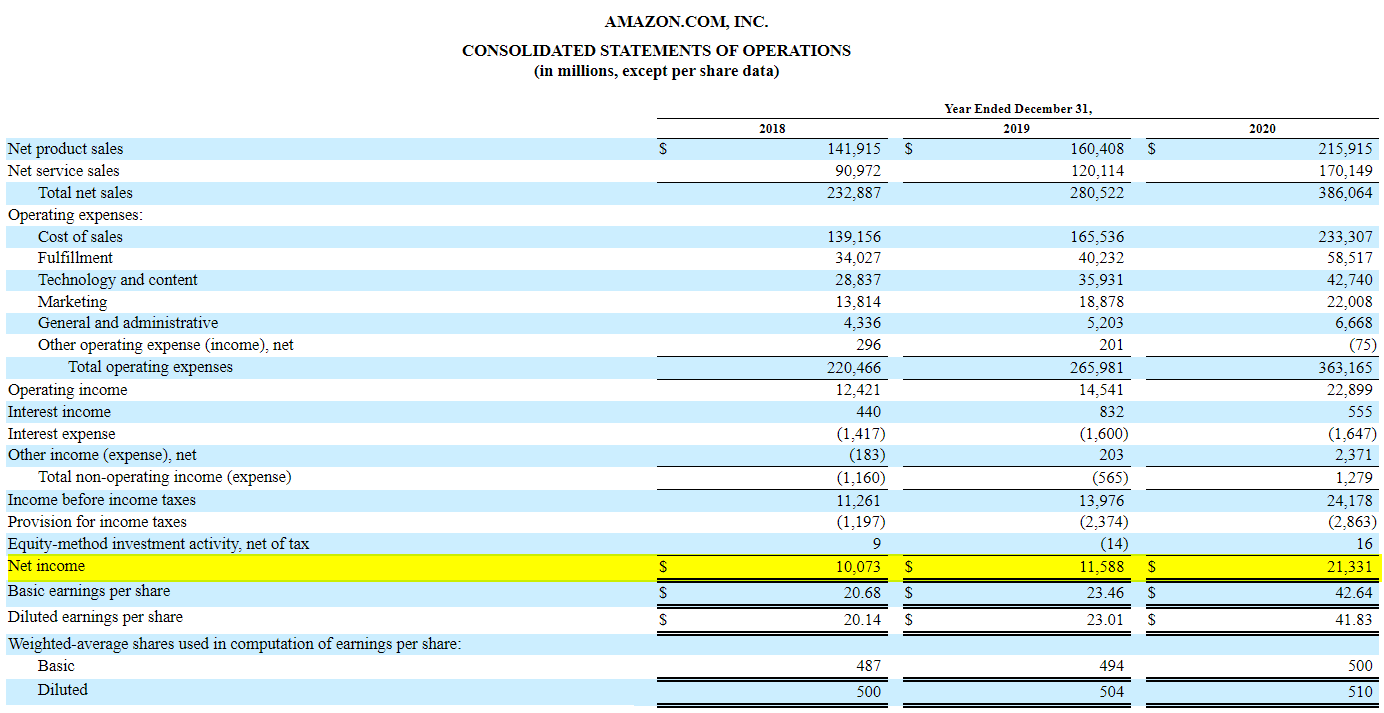 AMAZON.COM, INC.
CONSOLIDATED STATEMENTS OF OPERATIONS
(in millions, except per share data)
Year Ended December 31,
2018 2019 2020
Net product sales $ 141,915 $ 160,408 $ 215,915
Net service sales 90,972 120,114 170,149
Total net sales 232,887 280,522 386,064
Operating expenses:
Cost of sales 139,156 165,536 233,307
Fulfillment 34,027 40,232 58,517
Technology and content 28,837 35,931 42,740
Marketing 13,814 18,878 22,008
General and administrative 4,336 5,203 6,668
Other operating expense (income), net 296 201 (75)
Total operating expenses 220,466 265,981 363,165
Operating income 12,421 14,541 22,899
Interest income 440 832 555
Interest expense (1,417) (1,600) (1,647)
Other income (expense), net (183) 203 2,371
Total non-operating income (expense) (1,160) (565) 1,279
Income before income taxes 11,261 13,976 24,178
Provision for income taxes (1,197) (2,374) (2,863)
Equity-method investment activity, net of tax 9 (14) 16
Net income $ 10,073 $ 11,588 $ 21,331
Basic earnings per share $ 20.68 $ 23.46 $ 42.64
Diluted earnings per share $ 20.14 $ 23.01 $ 41.83
Weighted-average shares used in computation of earnings per share:
Basic 487 494 500
Diluted 500 504 510